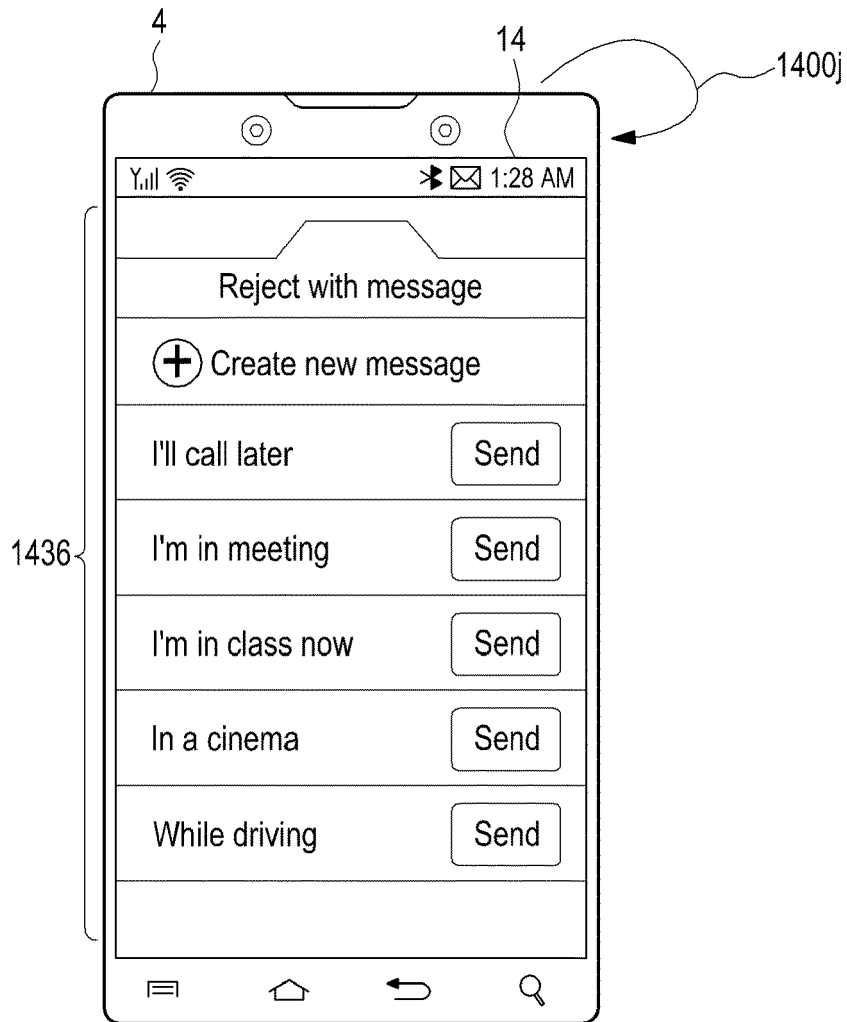 4
14
1400j
1:28 AM
Reject with message
Create new message
I'll call later Send
1436
I'm in meeting Send
I'm in class now Send
In a cinema Send
While driving Send